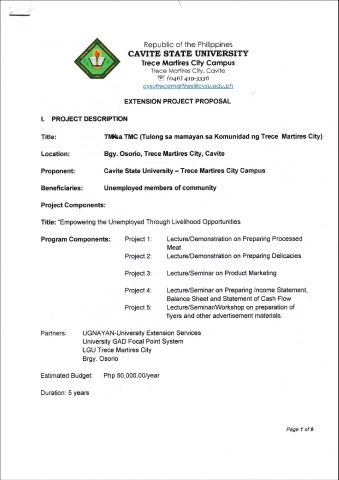 Republic of the Philippines
CAVITE STATE UNIVERSITY
Trece Martires City Campus
Trece Martires City, Cavite
☏ (046) 419-3336
cvsutrecemartires@cvsu.edu.ph
EXTENSION PROJECT PROPOSAL
I. PROJECT DESCRIPTION
Title: sa TMC (Tulong sa mamayan sa Komunidad ng Trece Martires City)
Location: Bgy. Osorio, Trece Martires City, Cavite
Proponent: Cavite State University – Trece Martires City Campus
Beneficiaries: Unemployed members of community
Project Components:
Title: "Empowering the Unemployed Through Livelihood Opportunities
Program Components: Project 1: Lecture/Demonstration on Preparing Processed
Meat
Project 2: Lecture/Demonstration on Preparing Delicacies
Project 3: Lecture/Seminar on Product Marketing
Project 4: Lecture/Seminar on Preparing Income Statement,
Balance Sheet and Statement of Cash Flow
Project 5: Lecture/Seminar/Workshop on preparation of
flyers and other advertisement materials.
Partners: UGNAYAN-University Extension Services
University GAD Focal Point System
LGU Trece Martires City
Brgy. Osorio
Estimated Budget: Php 50,000.00/year
Duration: 5 years
Page 1 of 9